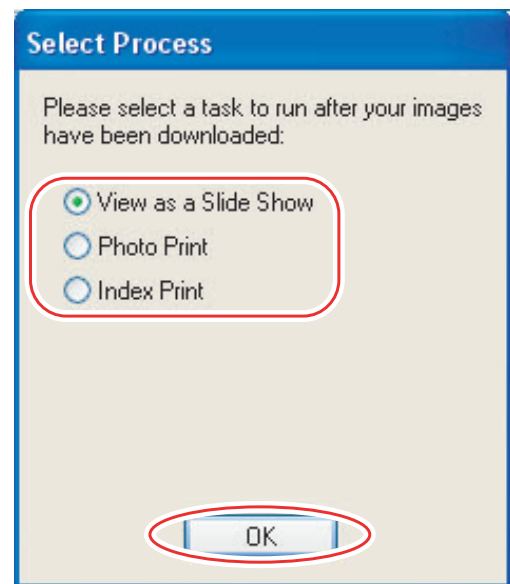 Select Process
Please select a task to run after your images
have been downloaded:
View as a Slide Show
Photo Print
Index Print
OK